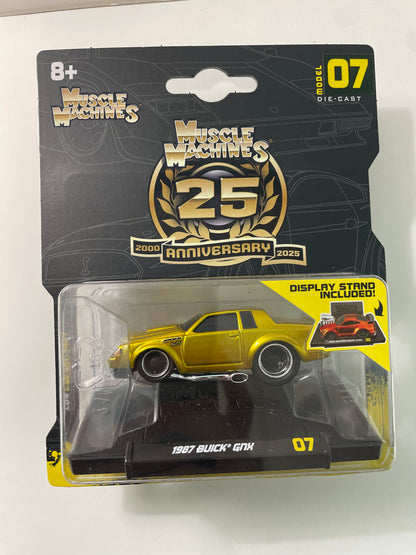 8+
MUSCLE
MACHINES
MODEL
07
DIE-CAST
MUSCLE
MACHINES
25
2000 ANNIVERSARY 2025
DISPLAY STAND
INCLUDED!
1987 BUICK® GNX
07